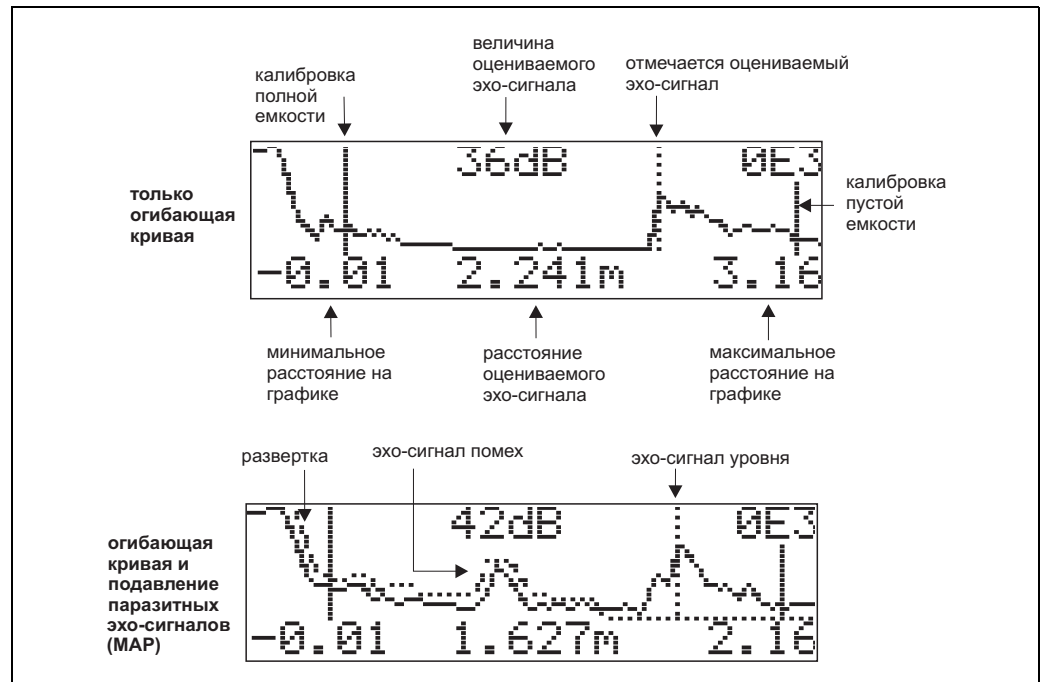 величина
оцениваемого
эхо-сигнала
отмечается оцениваемый
эхо-сигнал
калибровка
полной
емкости
36dB
0E3
только
огибающая
кривая
калибровка
пустой
емкости
-0.01
2.241m
3.16
минимальное
расстояние на
графике
расстояние
оцениваемого
эхо-сигнала
максимальное
расстояние на
графике
развертка
эхо-сигнал помех
эхо-сигнал уровня
42dB
0E3
огибающая
кривая и
подавление
паразитных
эхо-сигналов
(MAP)
-0.01
1.627m
2.16